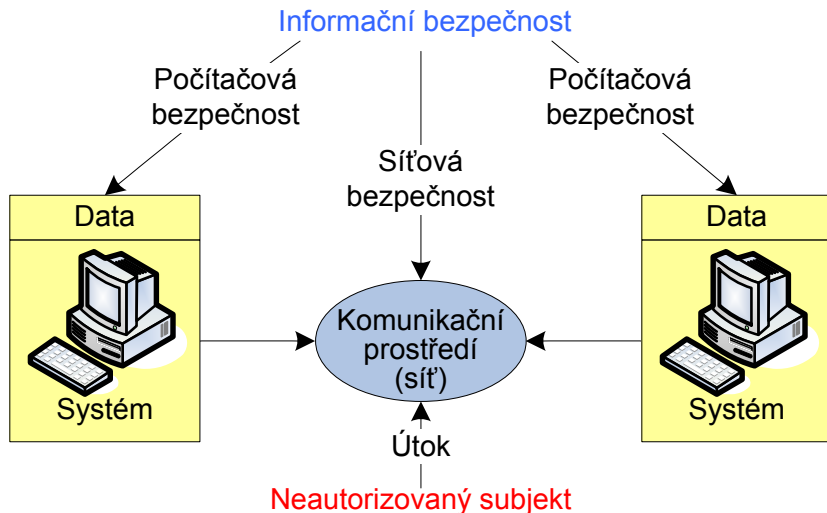 Informační bezpečnost
Počítačová
bezpečnost
Počítačová
bezpečnost
Síťová
bezpečnost
Data
Data
Komunikační
prostředí
(síť)
Systém
Systém
Útok
Neautorizovaný subjekt